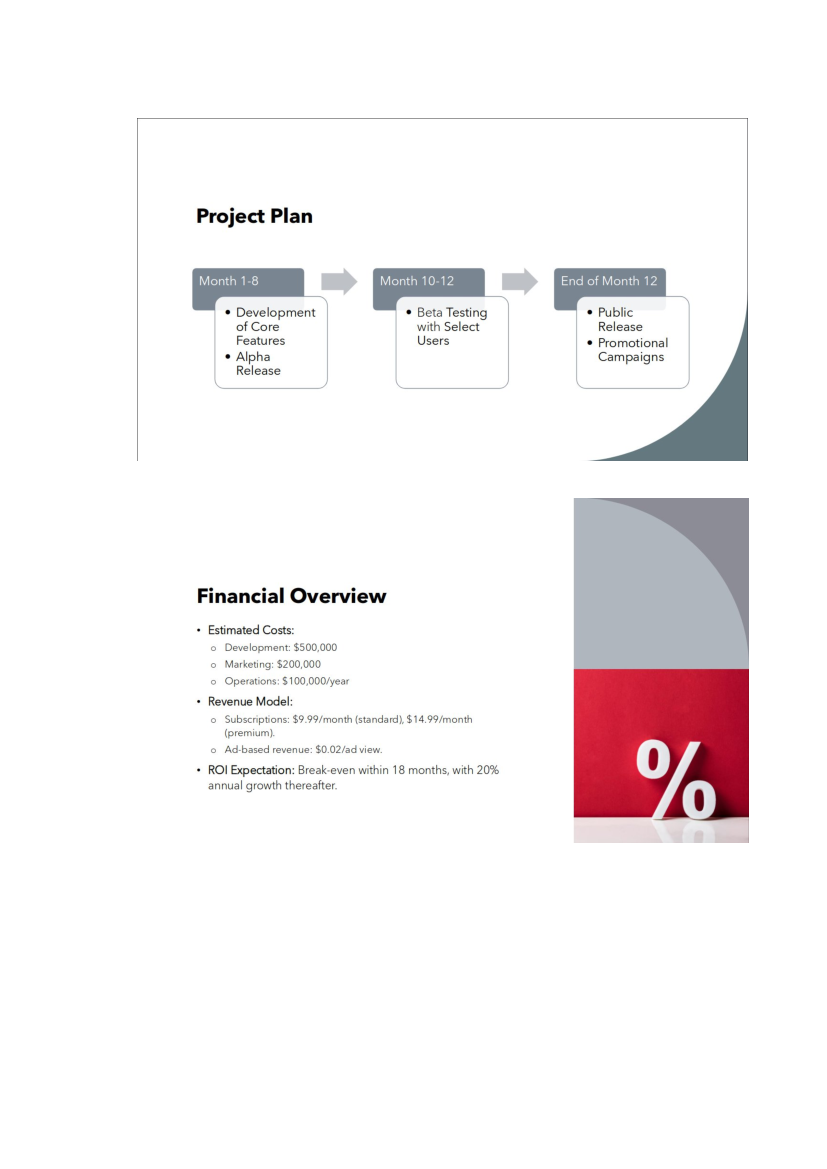 Project Plan
Month 1-8
• Development
of Core
Features
• Alpha
Release
Month 10-12
• Beta Testing
with Select
Users
End of Month 12
• Public
Release
• Promotional
Campaigns
Financial Overview
• Estimated Costs:
o Development: $500,000
o Marketing: $200,000
o Operations: $100,000/year
• Revenue Model:
o Subscriptions: $9.99/month (standard), $14.99/month
(premium).
o Ad-based revenue: $0.02/ad view.
• ROI Expectation: Break-even within 18 months, with 20%
annual growth thereafter.
%